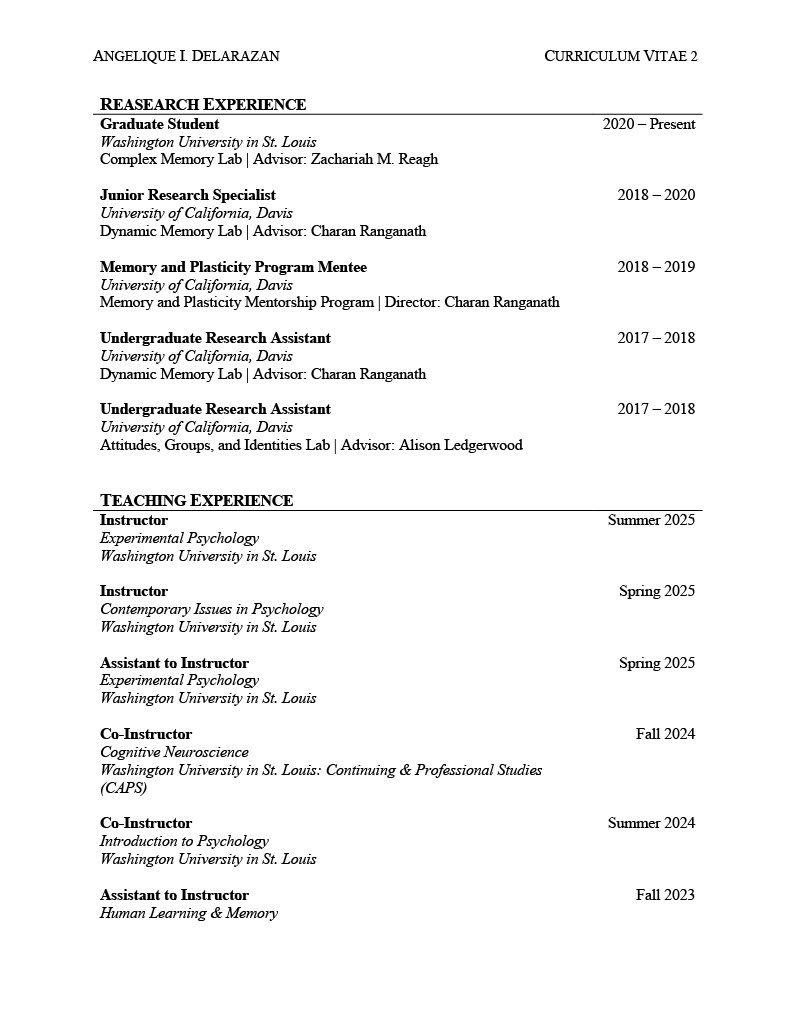 ANGELIQUE I. DELARAZAN CURRICULUM VITAE 2
REASEARCH EXPERIENCE
Graduate Student 2020 – Present
Washington University in St. Louis
Complex Memory Lab | Advisor: Zachariah M. Reagh
Junior Research Specialist 2018 – 2020
University of California, Davis
Dynamic Memory Lab | Advisor: Charan Ranganath
Memory and Plasticity Program Mentee 2018 – 2019
University of California, Davis
Memory and Plasticity Mentorship Program | Director: Charan Ranganath
Undergraduate Research Assistant 2017 – 2018
University of California, Davis
Dynamic Memory Lab | Advisor: Charan Ranganath
Undergraduate Research Assistant 2017 – 2018
University of California, Davis
Attitudes, Groups, and Identities Lab | Advisor: Alison Ledgerwood
TEACHING EXPERIENCE
Instructor Summer 2025
Experimental Psychology
Washington University in St. Louis
Instructor Spring 2025
Contemporary Issues in Psychology
Washington University in St. Louis
Assistant to Instructor Spring 2025
Experimental Psychology
Washington University in St. Louis
Co-Instructor Fall 2024
Cognitive Neuroscience
Washington University in St. Louis: Continuing & Professional Studies
(CAPS)
Co-Instructor Summer 2024
Introduction to Psychology
Washington University in St. Louis
Assistant to Instructor Fall 2023
Human Learning & Memory